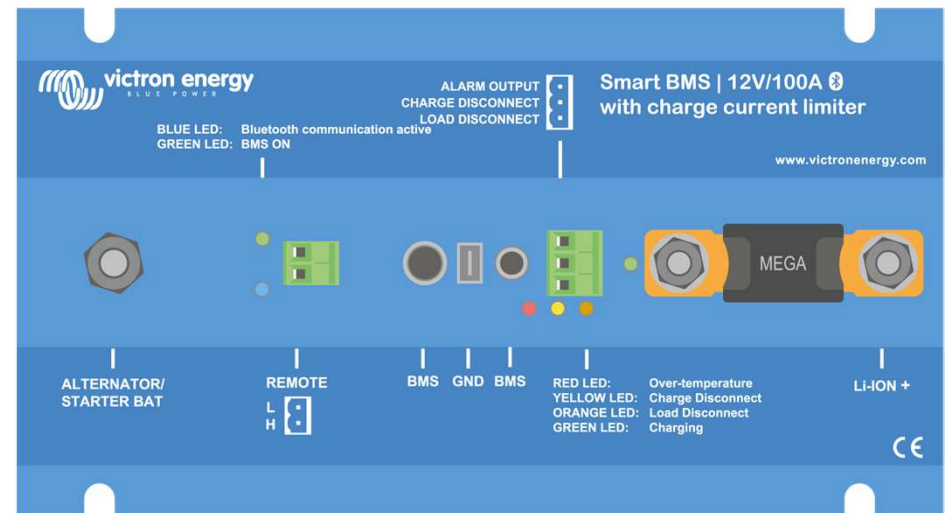 victron energy
BLUE POWER
ALARM OUTPUT
CHARGE DISCONNECT
LOAD DISCONNECT
Smart BMS | 12V/100A
with charge current limiter
BLUE LED: Bluetooth communication active
GREEN LED: BMS ON
www.victronenergy.com
MEGA
ALTERNATOR/
STARTER BAT
REMOTE
L
H
BMS GND BMS
RED LED: Over-temperature
YELLOW LED: Charge Disconnect
ORANGE LED: Load Disconnect
GREEN LED: Charging
Li-ION +
CE